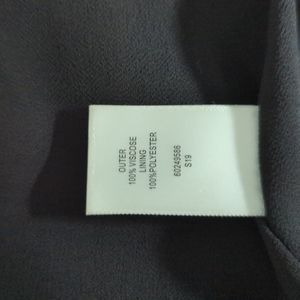 OUTER
100% VISCOSE
LINING
100%POLYESTER
60249586
S19